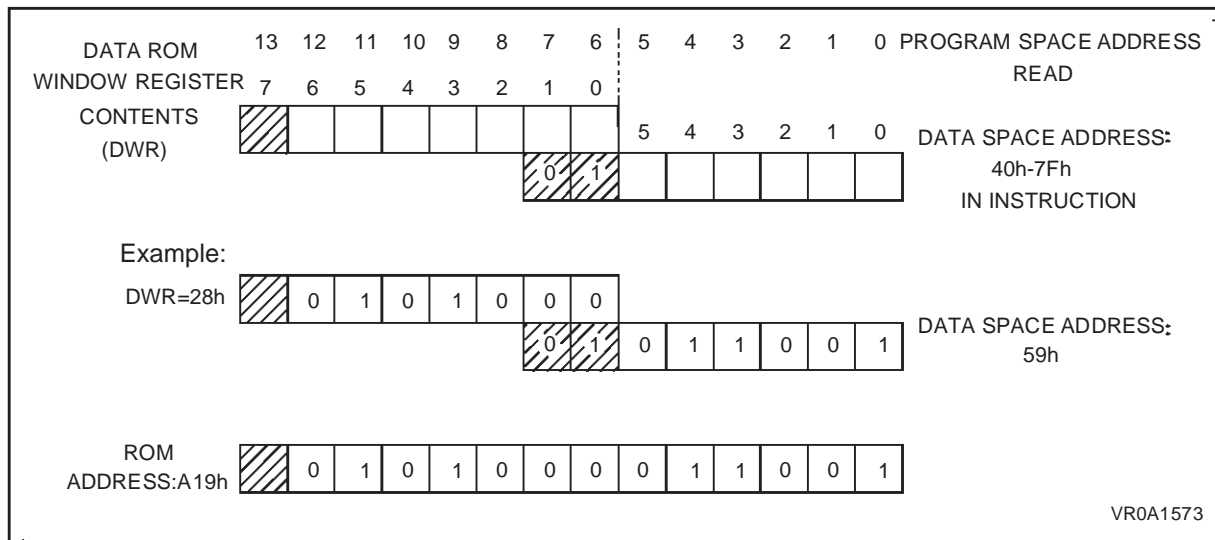 DATA ROM 13 12 11 10 9 8 7 6 5 4 3 2 1 0 PROGRAM SPACE ADDRESS
WINDOW REGISTER 7 6 5 4 3 2 1 0 READ
CONTENTS
(DWR)
5 4 3 2 1 0 DATA SPACE ADDRESS:
0 1 40h-7Fh
IN INSTRUCTION
Example:
DWR=28h 0 1 0 1 0 0 0
0 1 0 1 1 0 0 1 DATA SPACE ADDRESS:
59h
ROM
ADDRESS:A19h 0 1 0 1 0 0 0 0 1 1 0 0 1
VR0A1573